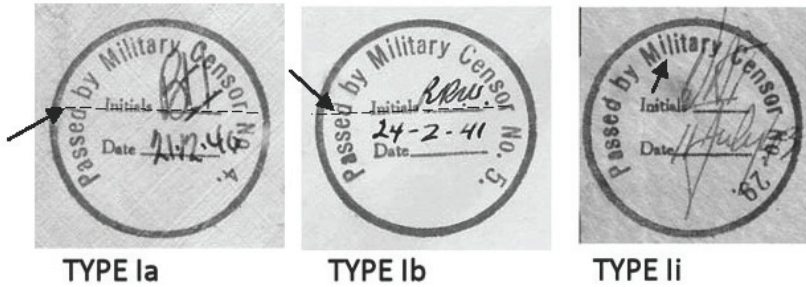 Passed by Military Censor No. 4.
Initials
Date 21.12.40
TYPE Ia
Passed by Military Censor No. 5.
Initials R.R.W.
24-2-41
Date
TYPE Ib
Passed by Military Censor No. 29.
Initials
Date
TYPE Ii